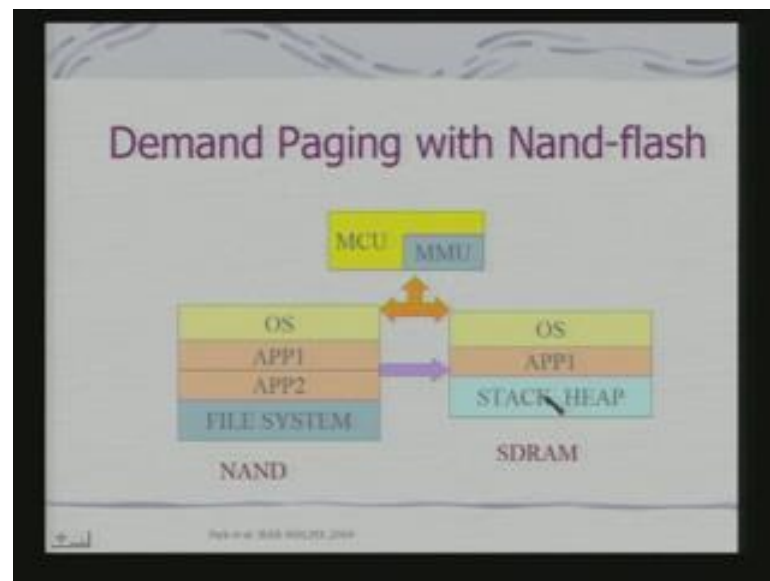 Demand Paging with Nand-flash
MCU
MMU
OS
APP1
APP2
FILE SYSTEM
NAND
OS
APP1
STACK, HEAP
SDRAM